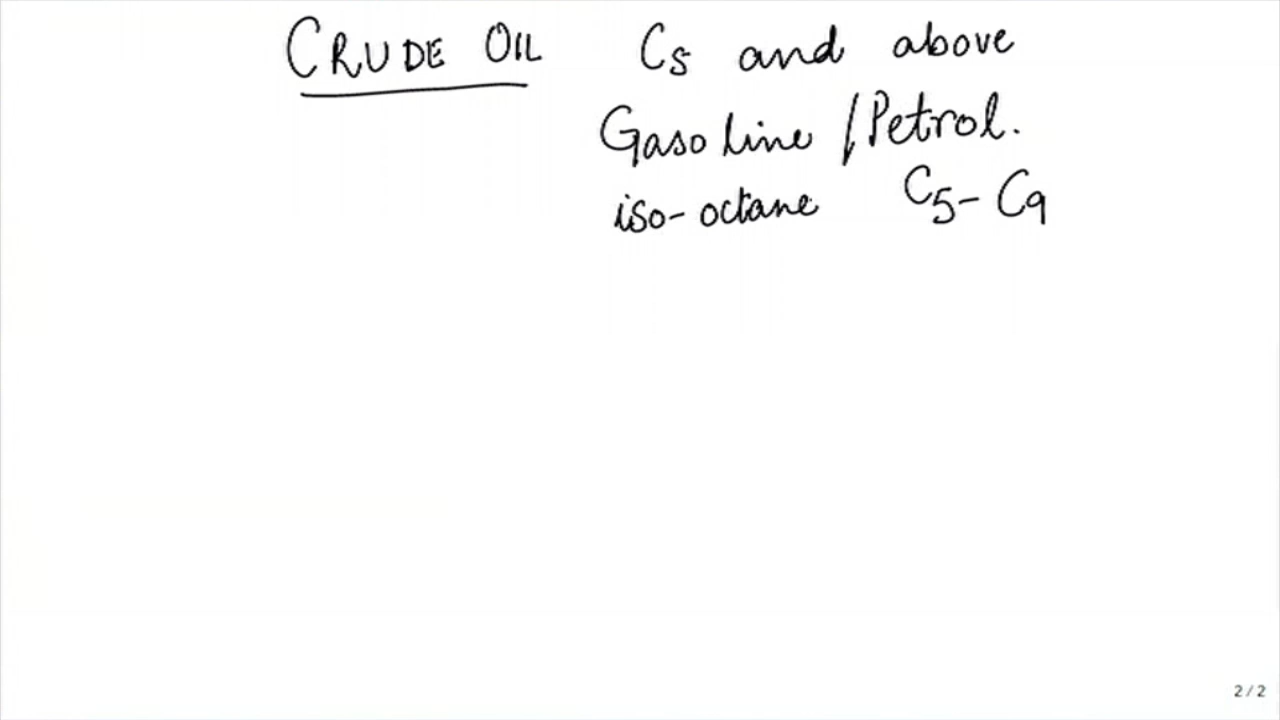 CRUDE OIL C5 and above
Gasoline / Petrol.
iso-octane C5 - C9
2 / 2